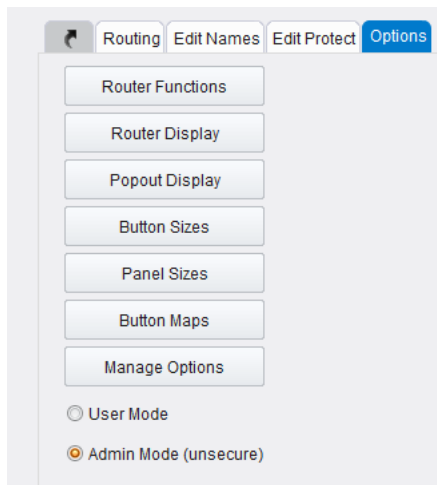 Routing Edit Names Edit Protect Options
Router Functions
Router Display
Popout Display
Button Sizes
Panel Sizes
Button Maps
Manage Options
User Mode
Admin Mode (unsecure)